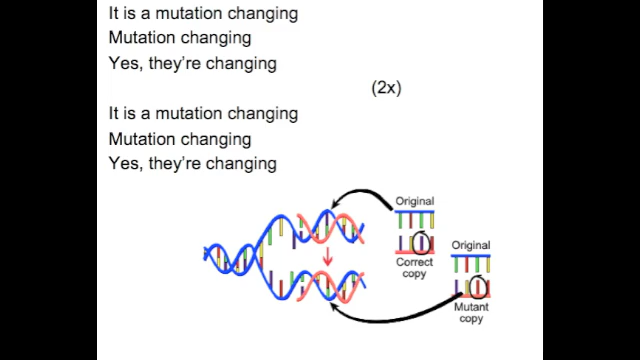 It is a mutation changing
Mutation changing
Yes, they're changing
(2x)
It is a mutation changing
Mutation changing
Yes, they're changing
Original
Correct
copy
Original
Mutant
copy